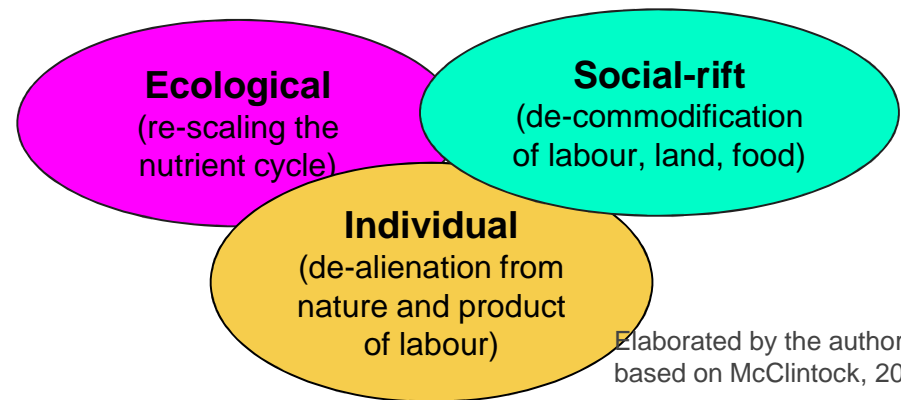 Ecological
(re-scaling the
nutrient cycle)
Social-rift
(de-commodification
of labour, land, food)
Individual
(de-alienation from
nature and product
of labour)
Elaborated by the author
based on McClintock, 20